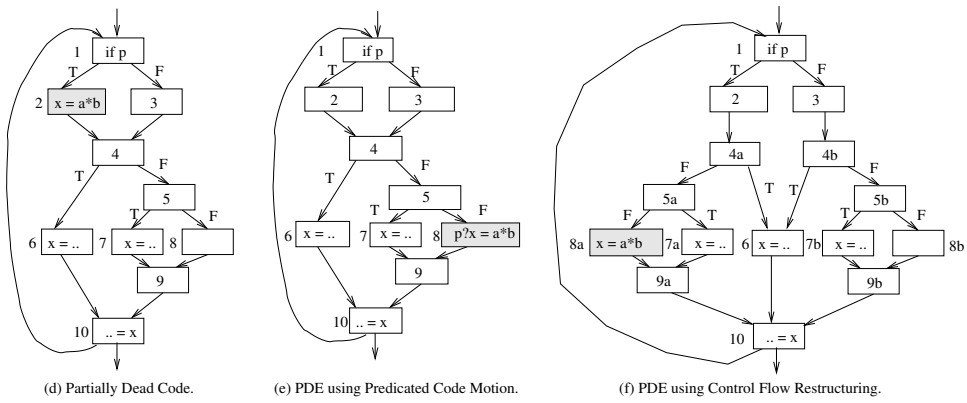 1 if p
T F
2 x = a*b 3
4
T F
5
T F
6 x = .. 7 x = .. 8
9
10 .. = x
(d) Partially Dead Code.
1 if p
T F
2 3
4
T F
5
T F
6 x = .. 7 x = .. 8 p?x = a*b
9
10 .. = x
(e) PDE using Predicated Code Motion.
1 if p
T F
2 3
4a 4b
F T T F
5a 5b
F T T F
8a x = a*b 7a x = .. 6 x = .. 7b x = .. 8b
9a 9b
10 .. = x
(f) PDE using Control Flow Restructuring.